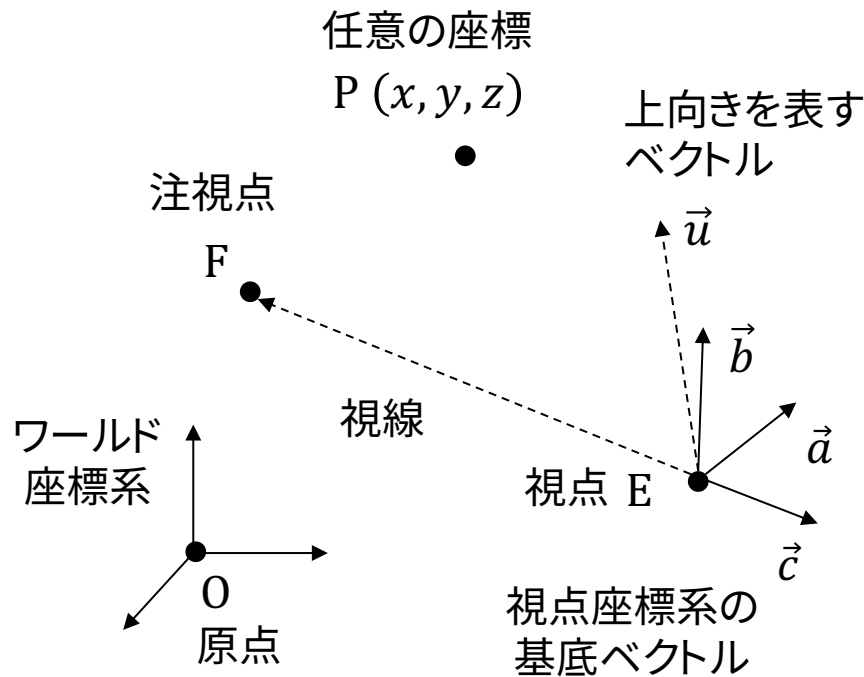 任意の座標
P (x, y, z)
上向きを表す
ベクトル
注視点
F
u⃗
b⃗
視線
ワールド
座標系
a⃗
視点 E
c⃗
O
原点
視点座標系の
基底ベクトル